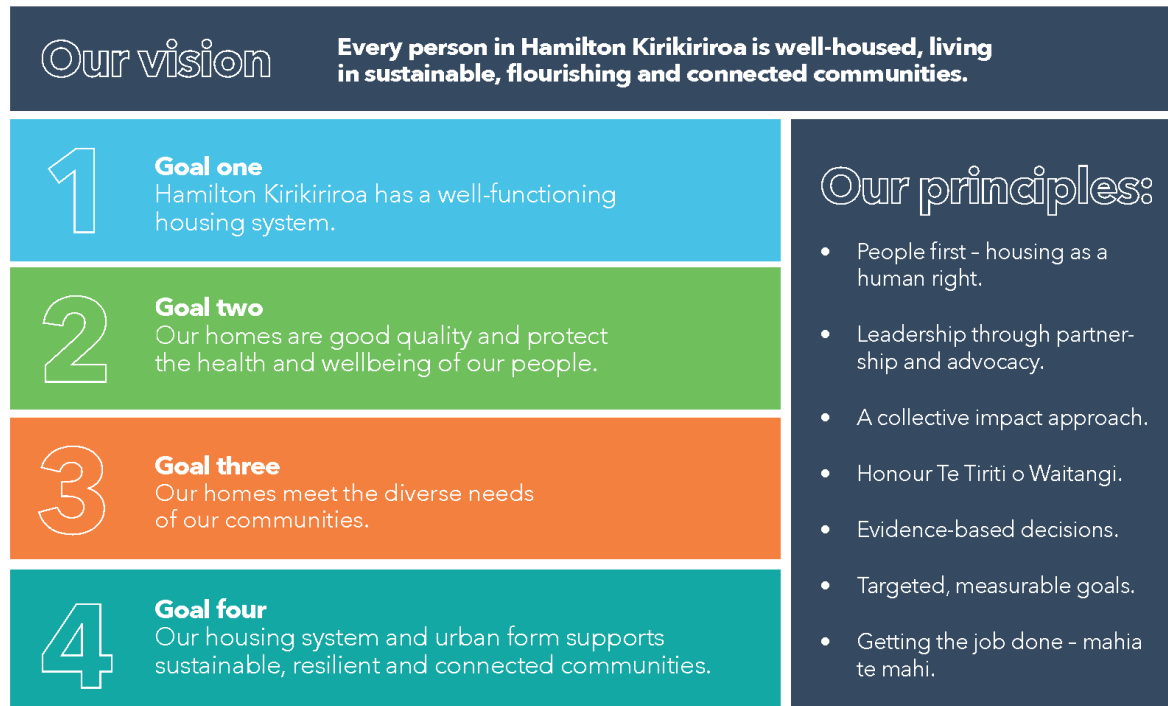 Our vision
Every person in Hamilton Kirikiriroa is well-housed, living
in sustainable, flourishing and connected communities.
1
Goal one
Hamilton Kirikiriroa has a well-functioning
housing system.
2
Goal two
Our homes are good quality and protect
the health and wellbeing of our people.
3
Goal three
Our homes meet the diverse needs
of our communities.
4
Goal four
Our housing system and urban form supports
sustainable, resilient and connected communities.
Our principles:
• People first – housing as a
human right.
• Leadership through partner-
ship and advocacy.
• A collective impact approach.
• Honour Te Tiriti o Waitangi.
• Evidence-based decisions.
• Targeted, measurable goals.
• Getting the job done – mahia
te mahi.